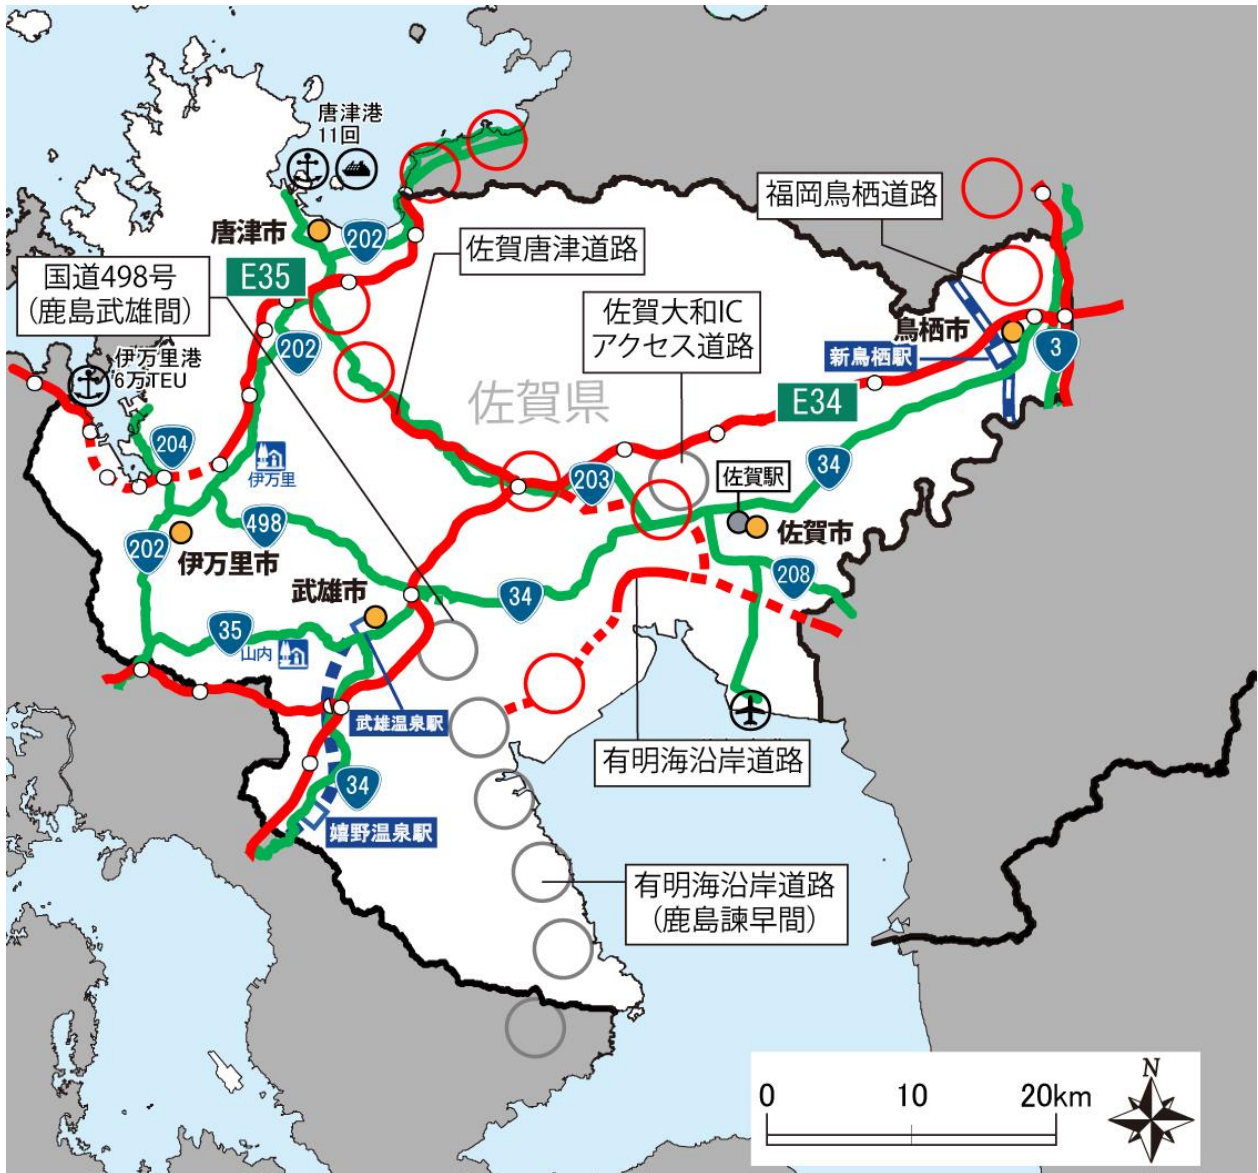 唐津港
11回
福岡鳥栖道路
唐津市
202
佐賀唐津道路
国道498号
(鹿島武雄間)
E35
佐賀大和IC
アクセス道路
鳥栖市
伊万里港
6万TEU
202
新鳥栖駅
3
佐賀県
E34
204
伊万里
203
佐賀駅
34
498
202
伊万里市
佐賀市
武雄市
34
208
35
山内
武雄温泉駅
有明海沿岸道路
34
嬉野温泉駅
有明海沿岸道路
(鹿島諫早間)
0
10
20km
N